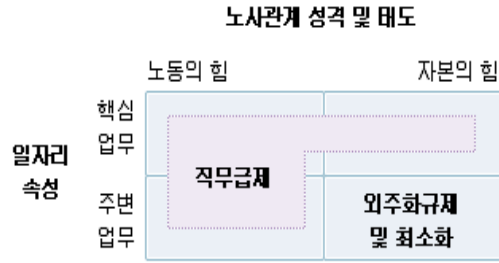 노사관계 성격 및 태도
노동의 힘 자본의 힘
핵심
업무
일자리
속성
직무급제
주변
업무
외주화규제
및 최소화